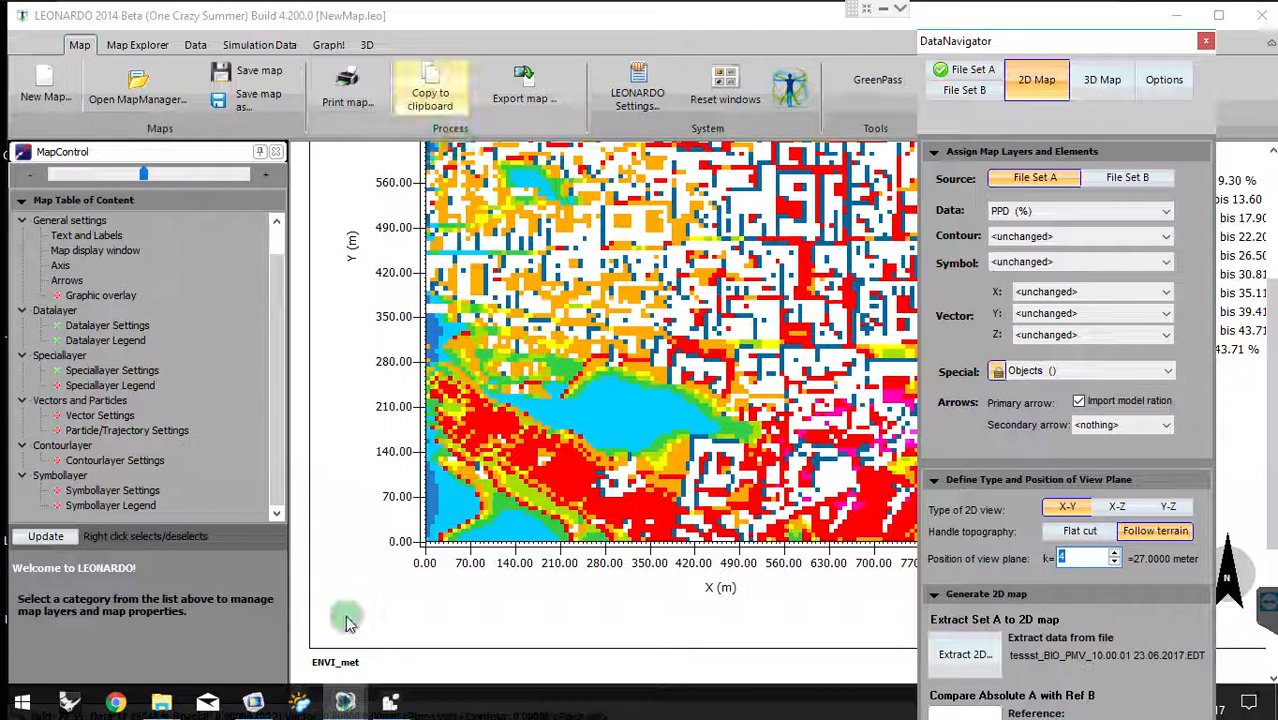 LEONARDO 2014 Beta (One Crazy Summer) Build 4.200.0 [NewMap.leo]
Map
Map Explorer
Data
Simulation Data
Graph!
3D
New Map...
Open MapManager...
Save map
Save map as...
Maps
Print map...
Copy to clipboard
Export map ...
Process
LEONARDO Settings...
Reset windows
System
GreenPass
Tools
MapControl
-
+
Map Table of Content
General settings
Text and Labels
Map display window
Axis
Arrows
Graphic overlay
Datalayer
Datalayer Settings
Datalayer Legend
Speciallayer
Speciallayer Settings
Speciallayer Legend
Vectors and Particles
Vector Settings
Particle/Trajectory Settings
Contourlayer
Contourlayer Settings
Symbollayer
Symbollayer Settings
Symbollayer Legend
Update
Right click selects/deselects
Welcome to LEONARDO!
Select a category from the list above to manage
map layers and map properties.
560.00
490.00
420.00
350.00
280.00
210.00
140.00
70.00
0.00
Y (m)
0.00 70.00 140.00 210.00 280.00 350.00 420.00 490.00 560.00 630.00 700.00 770
X (m)
ENVI_met
DataNavigator
File Set A
File Set B
2D Map
3D Map
Options
Assign Map Layers and Elements
Source: File Set A File Set B
Data: PPD (%)
Contour: <unchanged>
Symbol: <unchanged>
X: <unchanged>
Vector: Y: <unchanged>
Z: <unchanged>
Special: Objects ()
Arrows: Primary arrow: Import model ration
Secondary arrow: <nothing>
Define Type and Position of View Plane
Type of 2D view: X-Y X-Z Y-Z
Handle topography: Flat cut Follow terrain
Position of view plane: k= 4 =27.0000 meter
Generate 2D map
Extract Set A to 2D map
Extract 2D...
Extract data from file
tessst_BIO_PMV_10.00.01 23.06.2017.EDT
Compare Absolute A with Ref B
Reference:
9.30 %
bis 13.60
bis 17.90
bis 22.20
bis 26.50
bis 30.81
bis 35.11
bis 39.41
bis 43.71
43.71 %
N
17